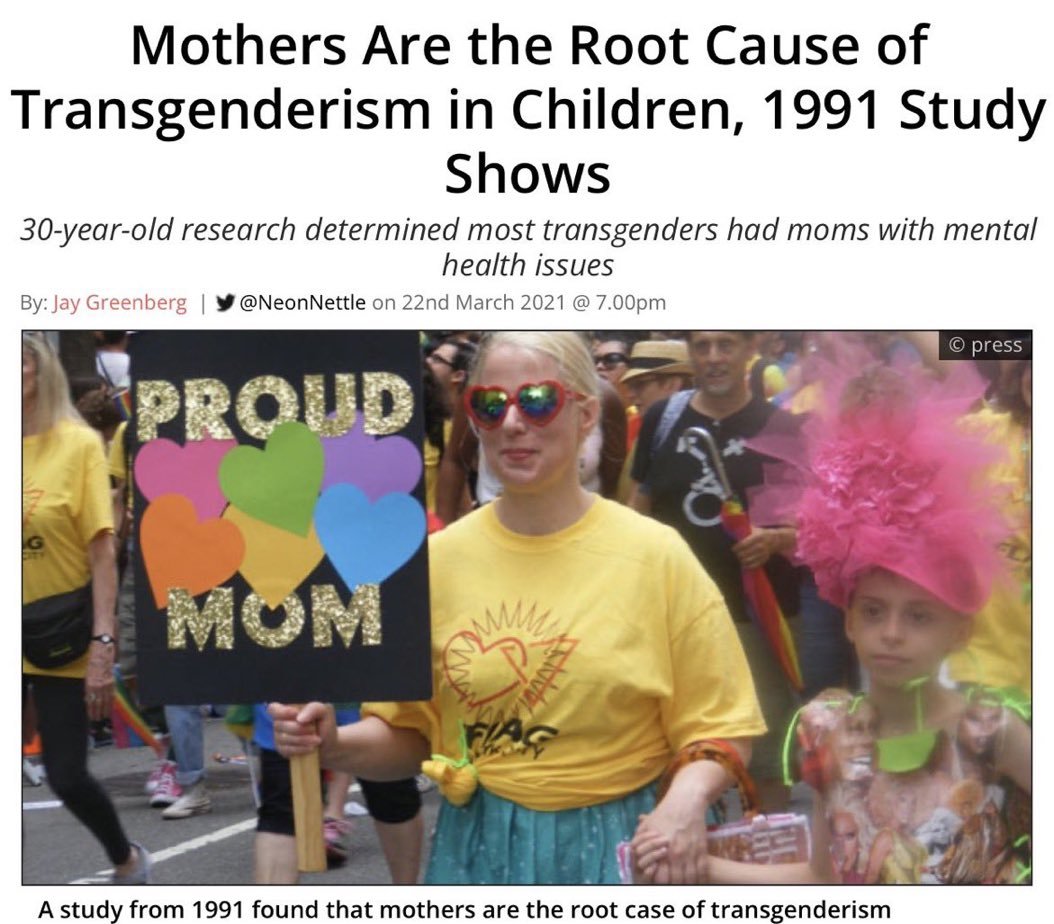 Mothers Are the Root Cause of
Transgenderism in Children, 1991 Study
Shows
30-year-old research determined most transgenders had moms with mental
health issues
By: Jay Greenberg | @NeonNettle on 22nd March 2021 @ 7.00pm
© press
PROUD
MOM
A study from 1991 found that mothers are the root case of transgenderism